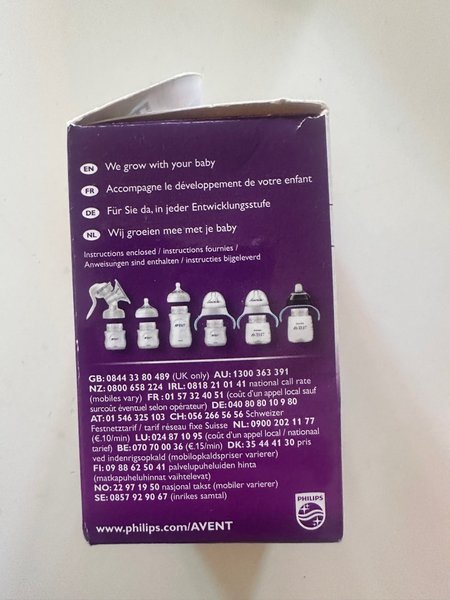 EN We grow with your baby
FR Accompagne le développement de votre enfant
DE Für Sie da, in jeder Entwicklungsstufe
NL Wij groeien mee met je baby
Instructions enclosed / instructions fournies /
Anweisungen sind enthalten / instructies bijgeleverd
GB: 0844 33 80 489 (UK only) AU: 1300 363 391
NZ: 0800 658 224 IRL: 0818 21 01 41 national call rate
(mobiles vary) FR : 01 57 32 40 51 (coût d'un appel local sauf
surcoût éventuel selon opérateur) DE: 040 80 80 10 9 80
AT: 01 546 325 103 CH: 056 266 56 56 Schweizer
Festnetztarif / tarif réseau fixe Suisse NL: 0900 202 11 77
(€.10/min) LU: 024 87 10 95 (coût d'un appel local / nationaal
tarief) BE: 070 70 00 36 (€.15/min) DK: 35 44 41 30 pris
ved indenrigsopkald (mobilopkaldspriser varierer)
FI: 09 88 62 50 41 palvelupuheluiden hinta
(matkapuheluhinnat vaihtelevat)
NO: 22 97 19 50 nasjonal takst (mobiler varierer)
SE: 0857 92 90 67 (inrikes samtal)
www.philips.com/AVENT
PHILIPS